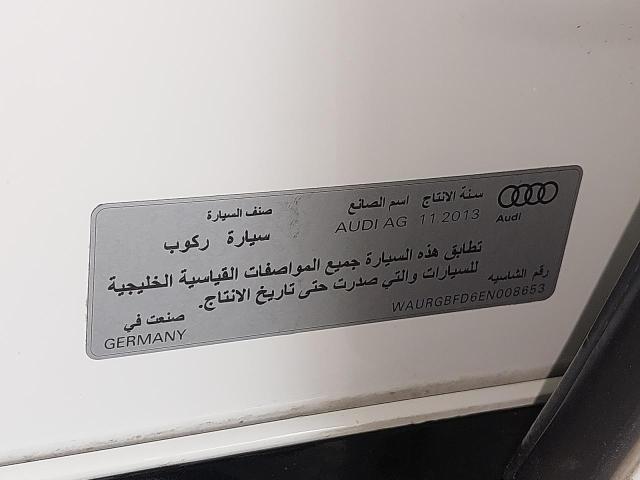 سنة الانتاج اسم الصانع صنف السيارة
Audi AUDI AG 11.2013 سيارة ركوب
تطابق هذه السيارة جميع المواصفات القياسية الخليجية
للسيارات والتي صدرت حتى تاريخ الانتاج.
رقم الشاسيه WAURGBFD6EN008653 صنعت في
GERMANY